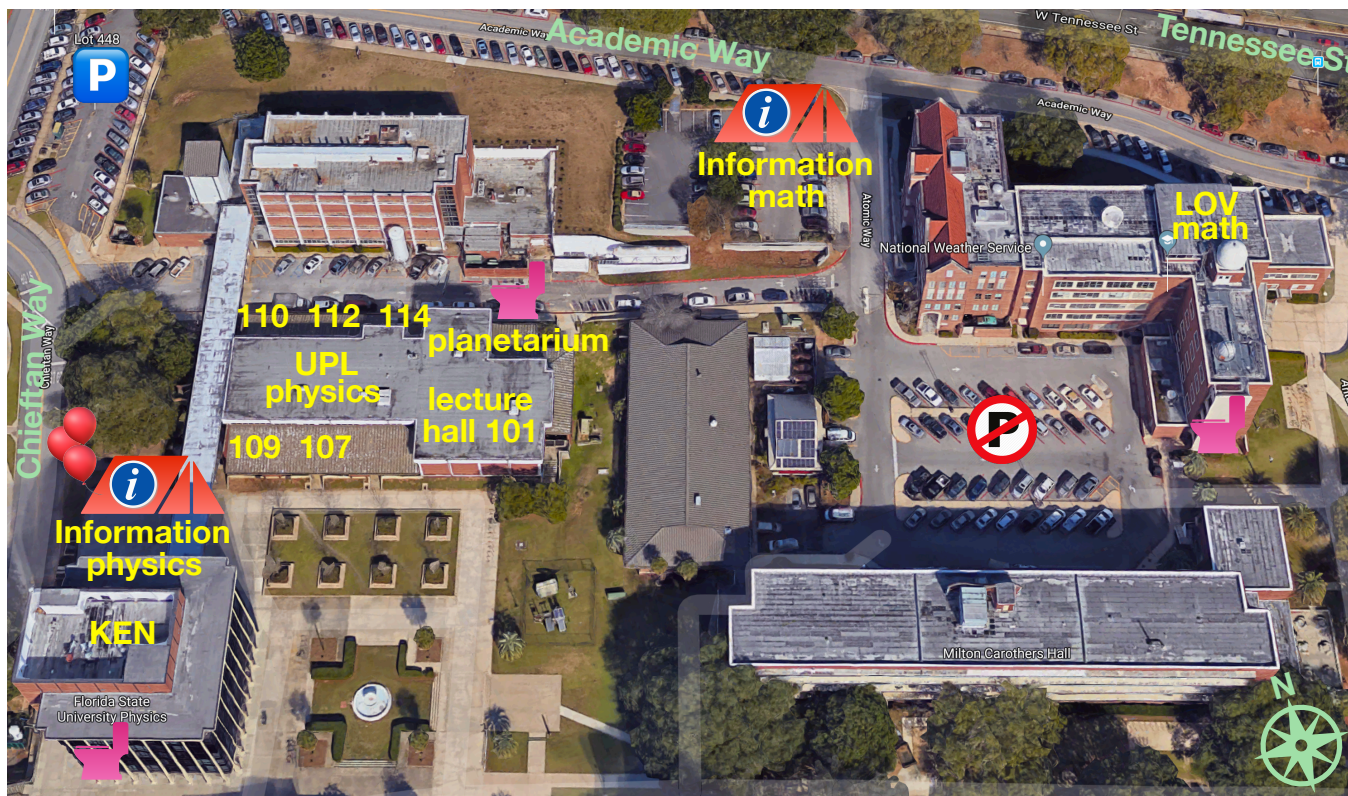 Lot 448
P
Academic Way
Academic Way
W Tennessee St
Tennessee St
Academic Way
i
Information
math
LOV
math
Atomic Way
National Weather Service
110 112 114
planetarium
UPL
physics
lecture
hall 101
109 107
P
Chieftan Way
Chieftan Way
i
Information
physics
KEN
Florida State
University Physics
Milton Carothers Hall
N